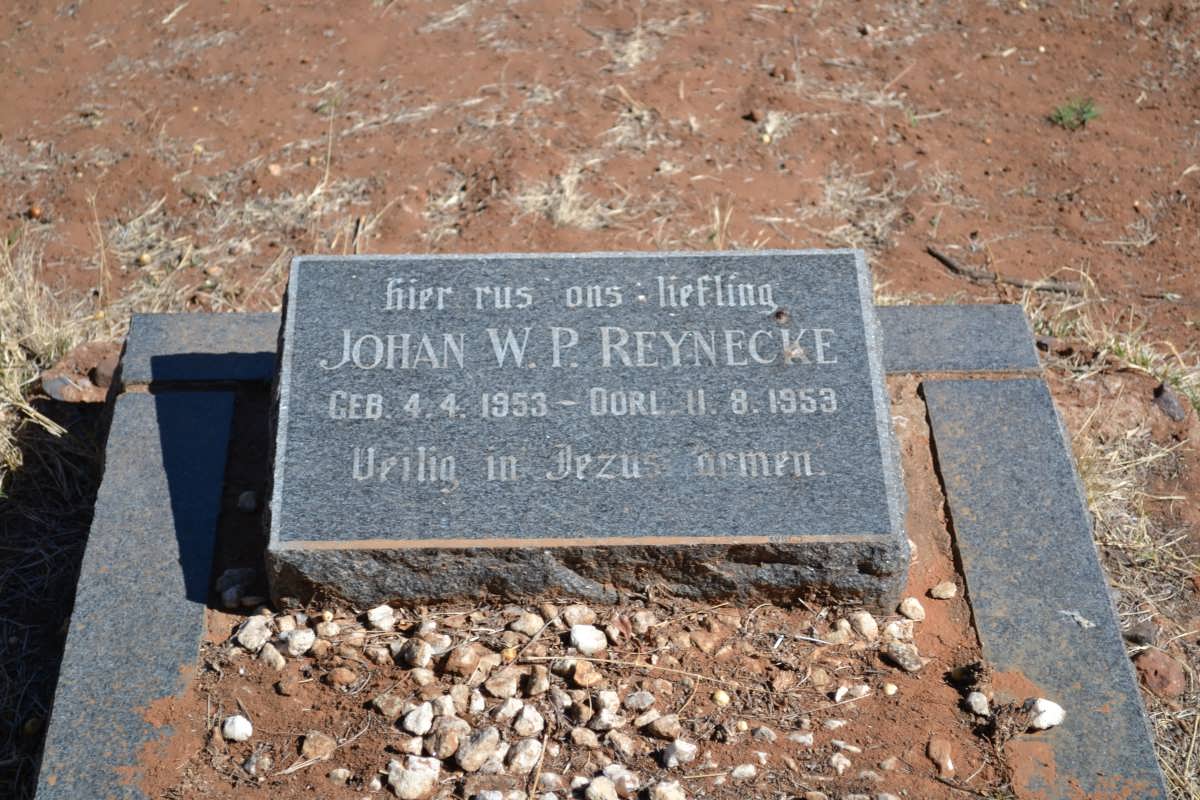 Hier rus ons liefling
JOHAN W. P. REYNECKE
GEB. 4. 4. 1953 – OORL. 11. 8. 1953
Veilig in Jezus armen.